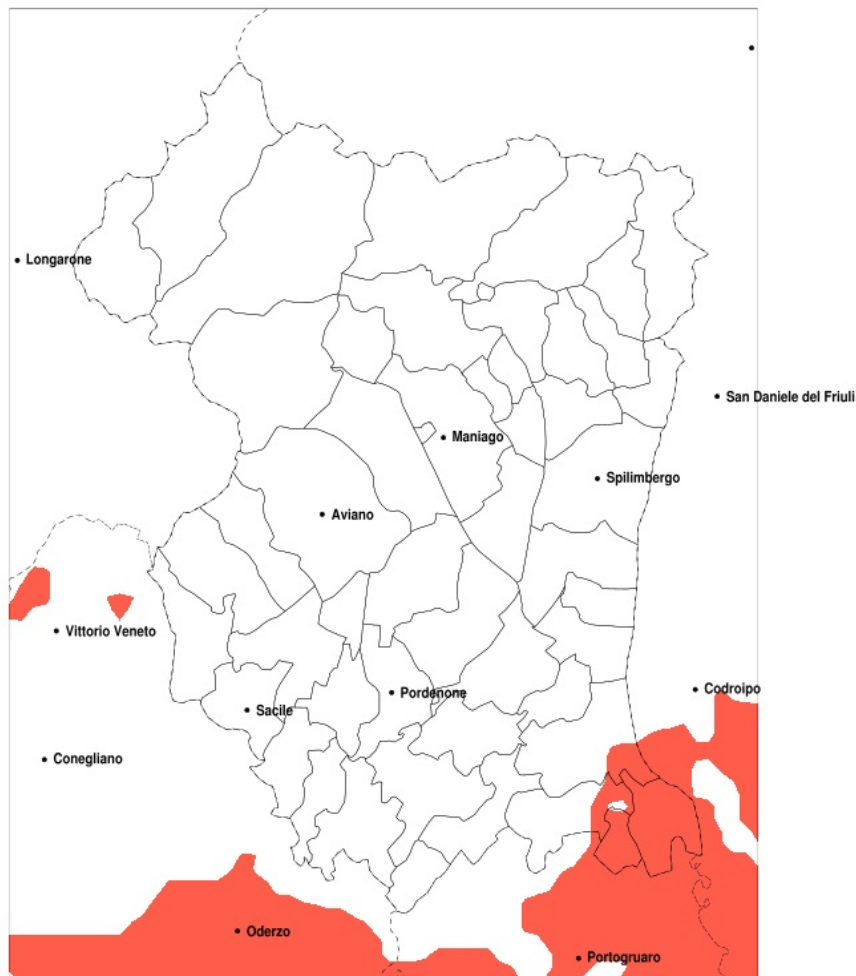 Longarone
San Daniele del Friuli
Maniago
Spilimbergo
Aviano
Vittorio Veneto
Codroipo
Pordenone
Sacile
Conegliano
Oderzo
Portogruaro